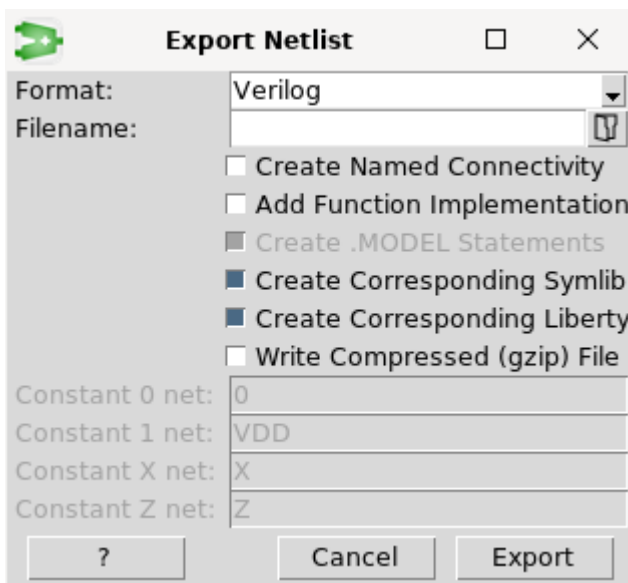 Export Netlist
Format: Verilog
Filename:
Create Named Connectivity
Add Function Implementation
Create .MODEL Statements
Create Corresponding Symlib
Create Corresponding Liberty
Write Compressed (gzip) File
Constant 0 net: 0
Constant 1 net: VDD
Constant X net: X
Constant Z net: Z
? Cancel Export